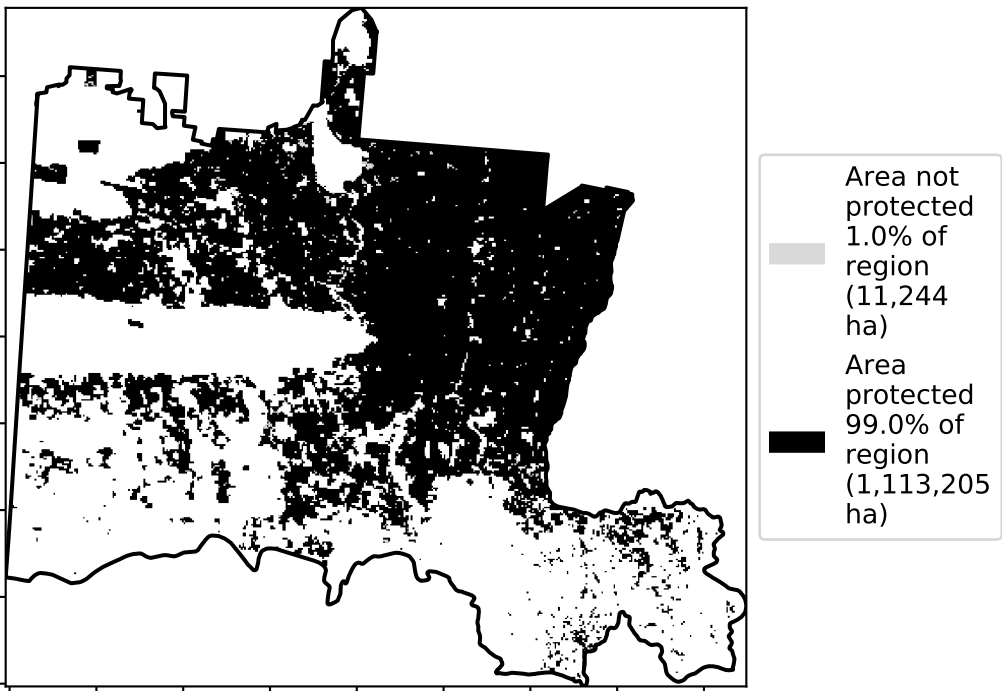 Area not
protected
1.0% of
region
(11,244
ha)
Area
protected
99.0% of
region
(1,113,205
ha)